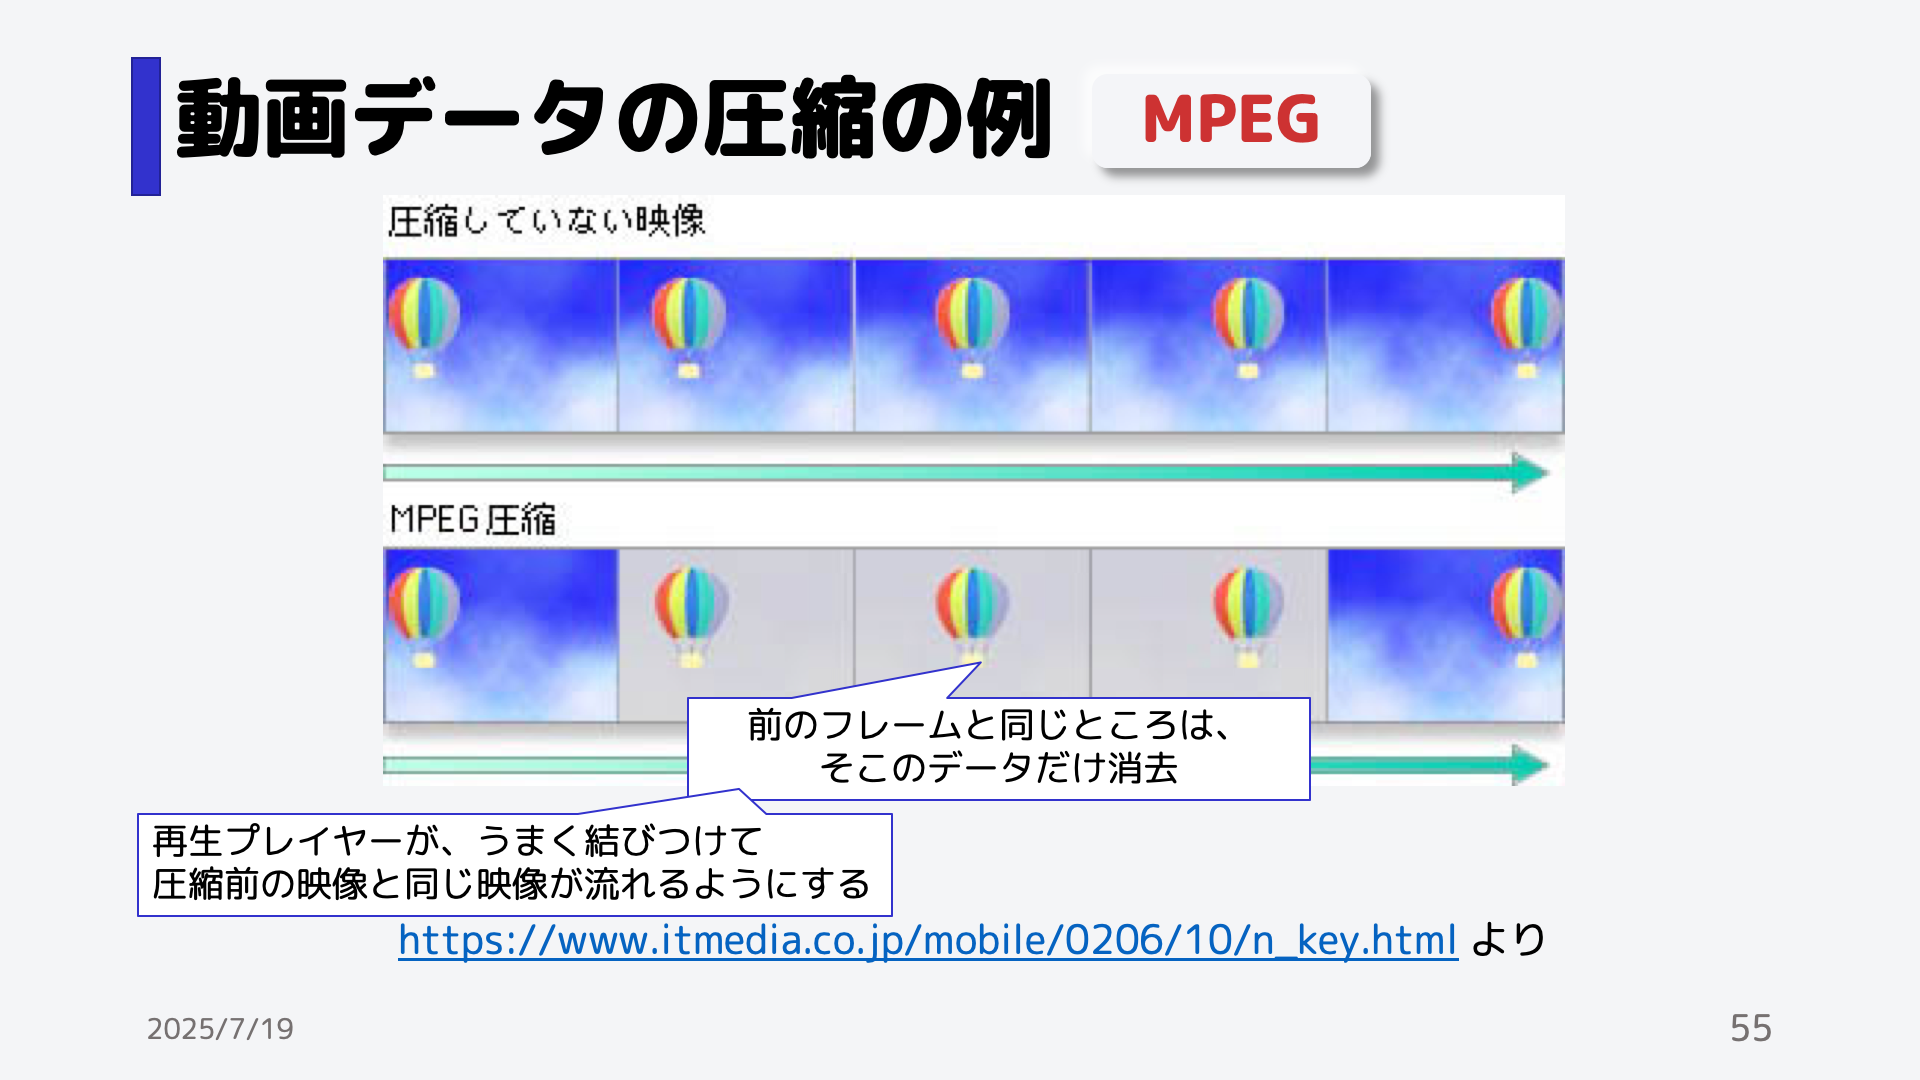 動画データの圧縮の例
MPEG
圧縮していない映像
MPEG圧縮
前のフレームと同じところは、
そこのデータだけ消去
再生プレイヤーが、うまく結びつけて
圧縮前の映像と同じ映像が流れるようにする
https://www.itmedia.co.jp/mobile/0206/10/n_key.html より
2025/7/19
55